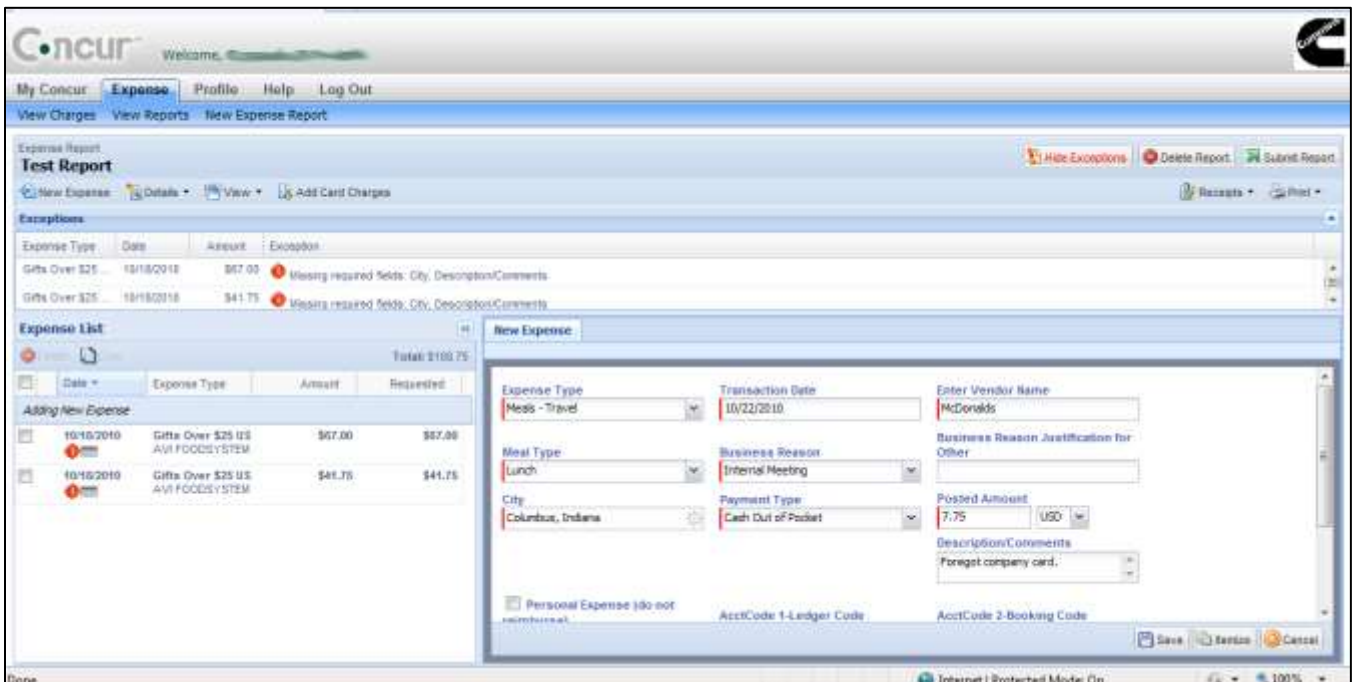 Concur Welcome,
Cummins
My Concur Expense Profile Help Log Out
View Charges View Reports New Expense Report
Expense Report
Test Report
Hide Exceptions Delete Report Submit Report
New Expense Details View Add Card Charges Receipts Print
Exceptions
Expense Type Date Amount Exception
Gifts Over $25 ... 10/18/2010 $67.00 Missing required fields: City, Description/Comments
Gifts Over $25 ... 10/18/2010 $41.75 Missing required fields: City, Description/Comments
Expense List New Expense
Total: $108.75
Date Expense Type Amount Requested
Adding New Expense
10/18/2010 Gifts Over $25 US $67.00 $67.00
AVI FOODSYSTEM
10/18/2010 Gifts Over $25 US $41.75 $41.75
AVI FOODSYSTEM
Expense Type Transaction Date Enter Vendor Name
Meals - Travel 10/22/2010 McDonalds
Meal Type Business Reason Business Reason Justification for Other
Lunch Internal Meeting
City Payment Type Posted Amount
Columbus, Indiana Cash Out of Pocket 7.75 USD
Description/Comments
Foregot company card.
Personal Expense (do not reimburse) AcctCode 1-Ledger Code AcctCode 2-Booking Code
Save Itemize Cancel
Done Internet | Protected Mode: On 100%